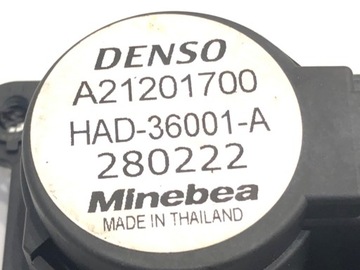 DENSO
A21201700
HAD-36001-A
280222
Minebea
MADE IN THAILAND